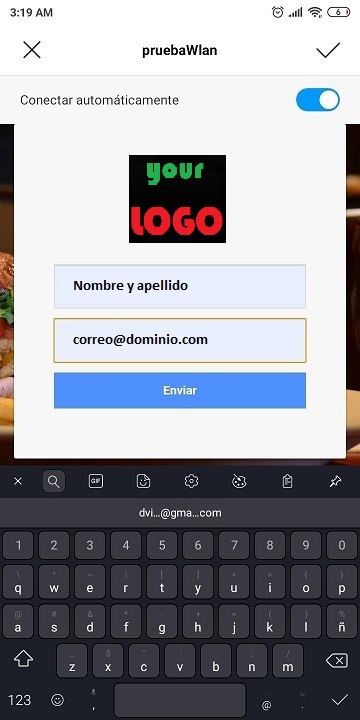 3:19 AM
6
pruebaWlan
Conectar automáticamente
your
LOGO
Nombre y apellido
correo@dominio.com
Enviar
GIF
dvi...@gma...com
1 2 3 4 5 6 7 8 9 0
q w e r t y u i o p
a s d f g h j k l ñ
z x c v b n m
123 , @ .